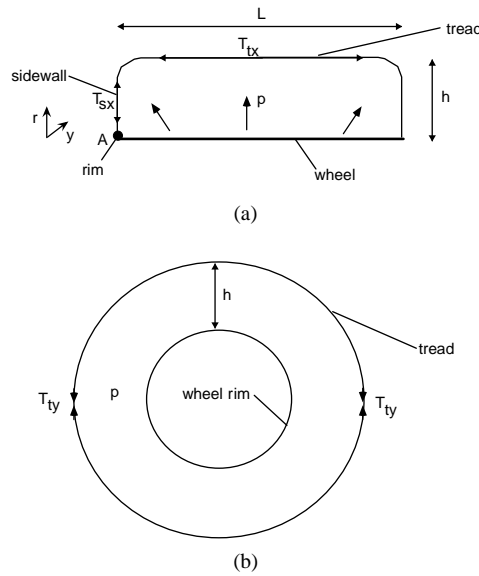 L
tread
T_tx
sidewall
T_sx
p
h
r
y
A
rim
wheel
(a)
h
tread
T_ty
p
wheel rim
T_ty
(b)